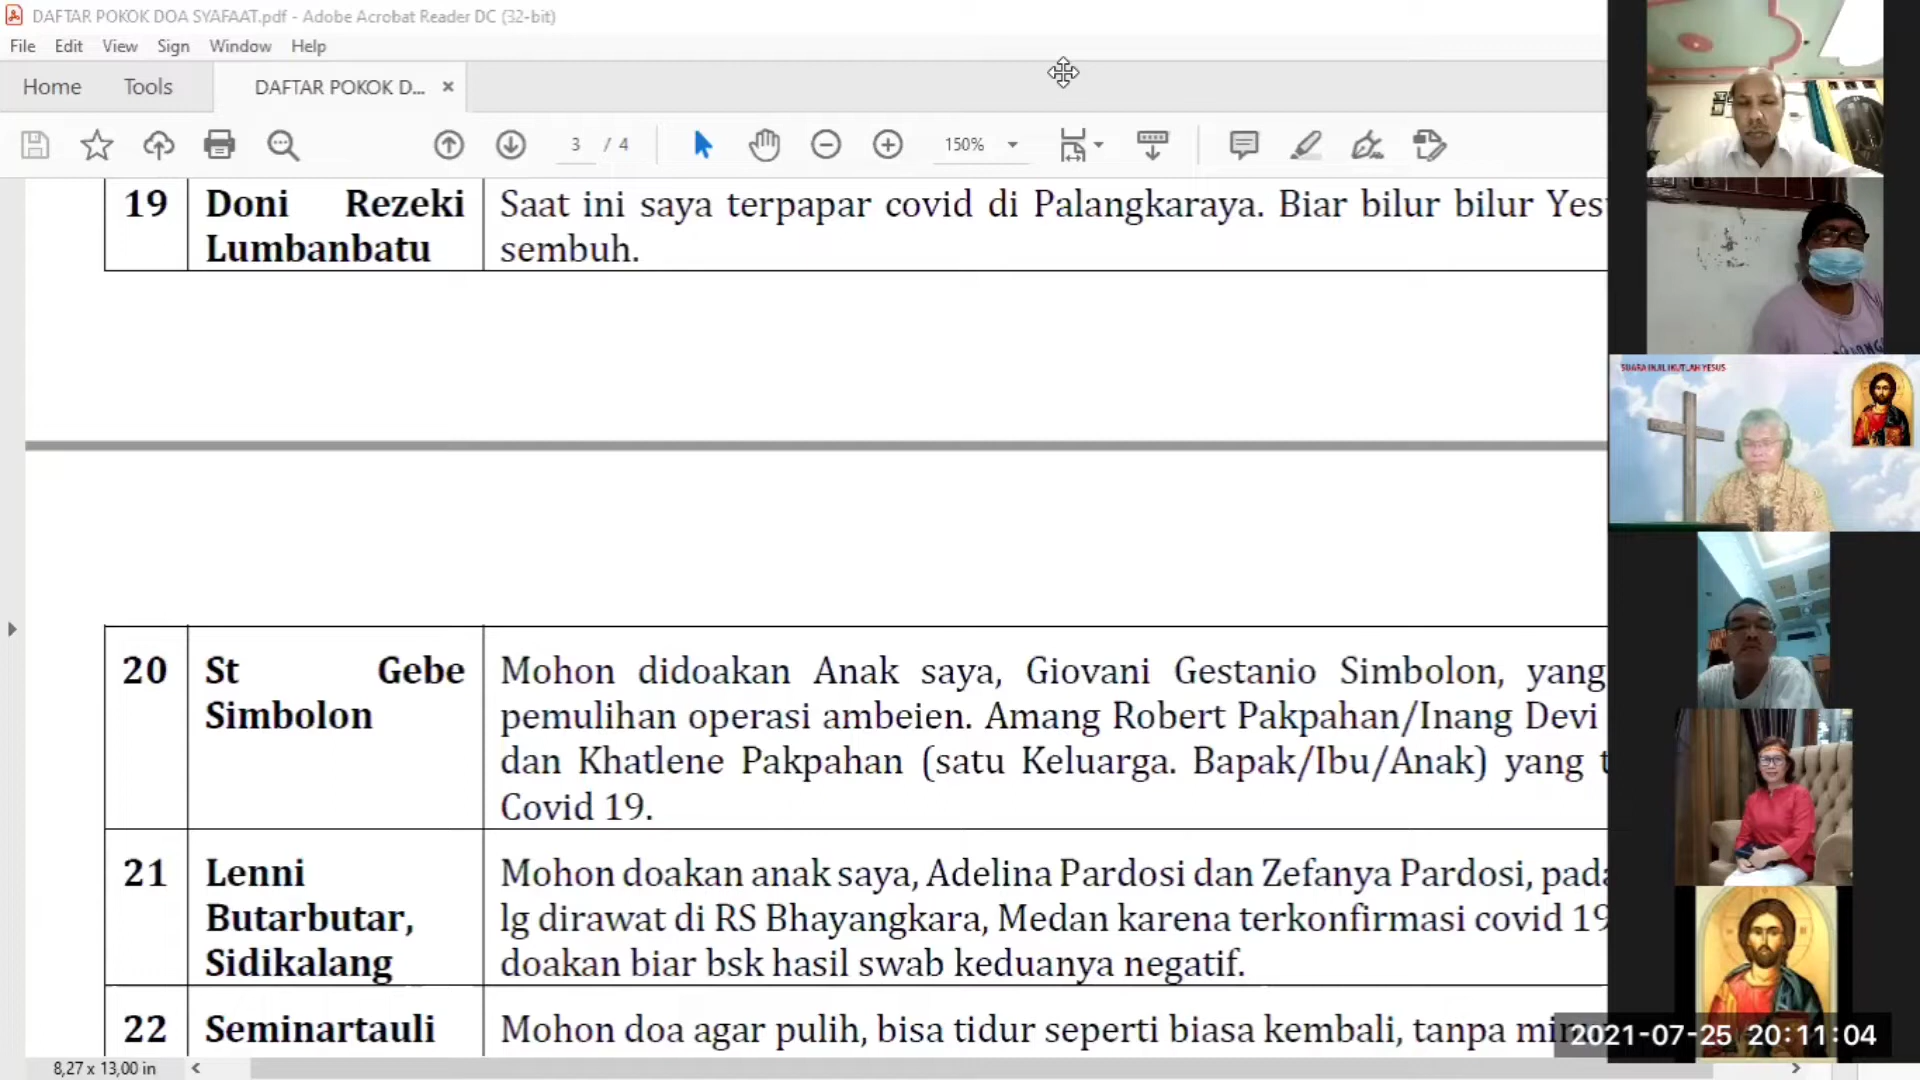 DAFTAR POKOK DOA SYAFAAT.pdf - Adobe Acrobat Reader DC (32-bit)
File Edit View Sign Window Help
Home Tools DAFTAR POKOK D...
3 / 4 150%
19 Doni Rezeki Saat ini saya terpapar covid di Palangkaraya. Biar bilur bilur
Lumbanbatu sembuh.
20 St Gebe Mohon didoakan Anak saya, Giovani Gestanio Simbolon, yang
Simbolon pemulihan operasi ambeien. Amang Robert Pakpahan/Inang Devi
dan Khatlene Pakpahan (satu Keluarga. Bapak/Ibu/Anak) yang
Covid 19.
21 Lenni Mohon doakan anak saya, Adelina Pardosi dan Zefanya Pardosi,
Butarbutar, lg dirawat di RS Bhayangkara, Medan karena terkonfirmasi covid 19
Sidikalang doakan biar bsk hasil swab keduanya negatif.
22 Seminartauli Mohon doa agar pulih, bisa tidur seperti biasa kembali, tanpa
8,27 x 13,00 in
SUARA INJIL IKUTLAH YESUS
2021-07-25 20:11:04